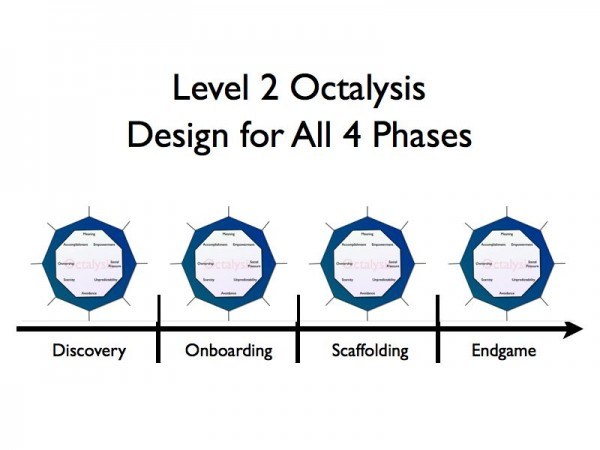 Level 2 Octalysis
Design for All 4 Phases
Meaning
Accomplishment Empowerment
Ownership
Social
Pressure
Octalysis
Scarcity Unpredictability
Avoidance
Meaning
Accomplishment Empowerment
Ownership
Social
Pressure
Octalysis
Scarcity Unpredictability
Avoidance
Meaning
Accomplishment Empowerment
Ownership
Social
Pressure
Octalysis
Scarcity Unpredictability
Avoidance
Meaning
Accomplishment Empowerment
Ownership
Social
Pressure
Octalysis
Scarcity Unpredictability
Avoidance
Discovery
Onboarding
Scaffolding
Endgame